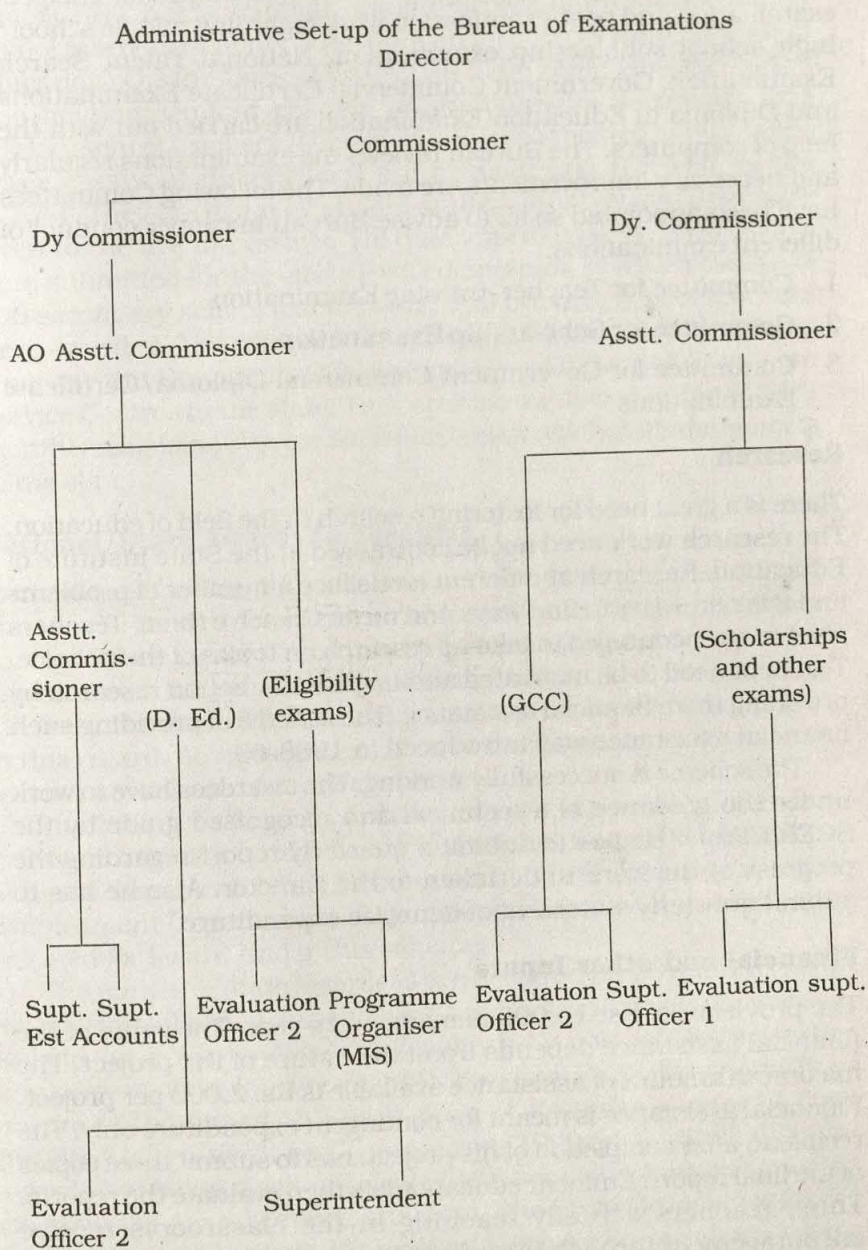 Administrative Set-up of the Bureau of Examinations
Director
Commissioner
Dy Commissioner
Dy. Commissioner
AO Asstt. Commissioner
Asstt. Commissioner
Asstt.
Commis-
sioner
(D. Ed.)
(Eligibility
exams)
(GCC)
(Scholarships
and other
exams)
Supt. Supt.
Est Accounts
Evaluation
Officer 2
Programme
Organiser
(MIS)
Evaluation
Officer 2
Supt.
Evaluation supt.
Officer 1
Evaluation
Officer 2
Superintendent